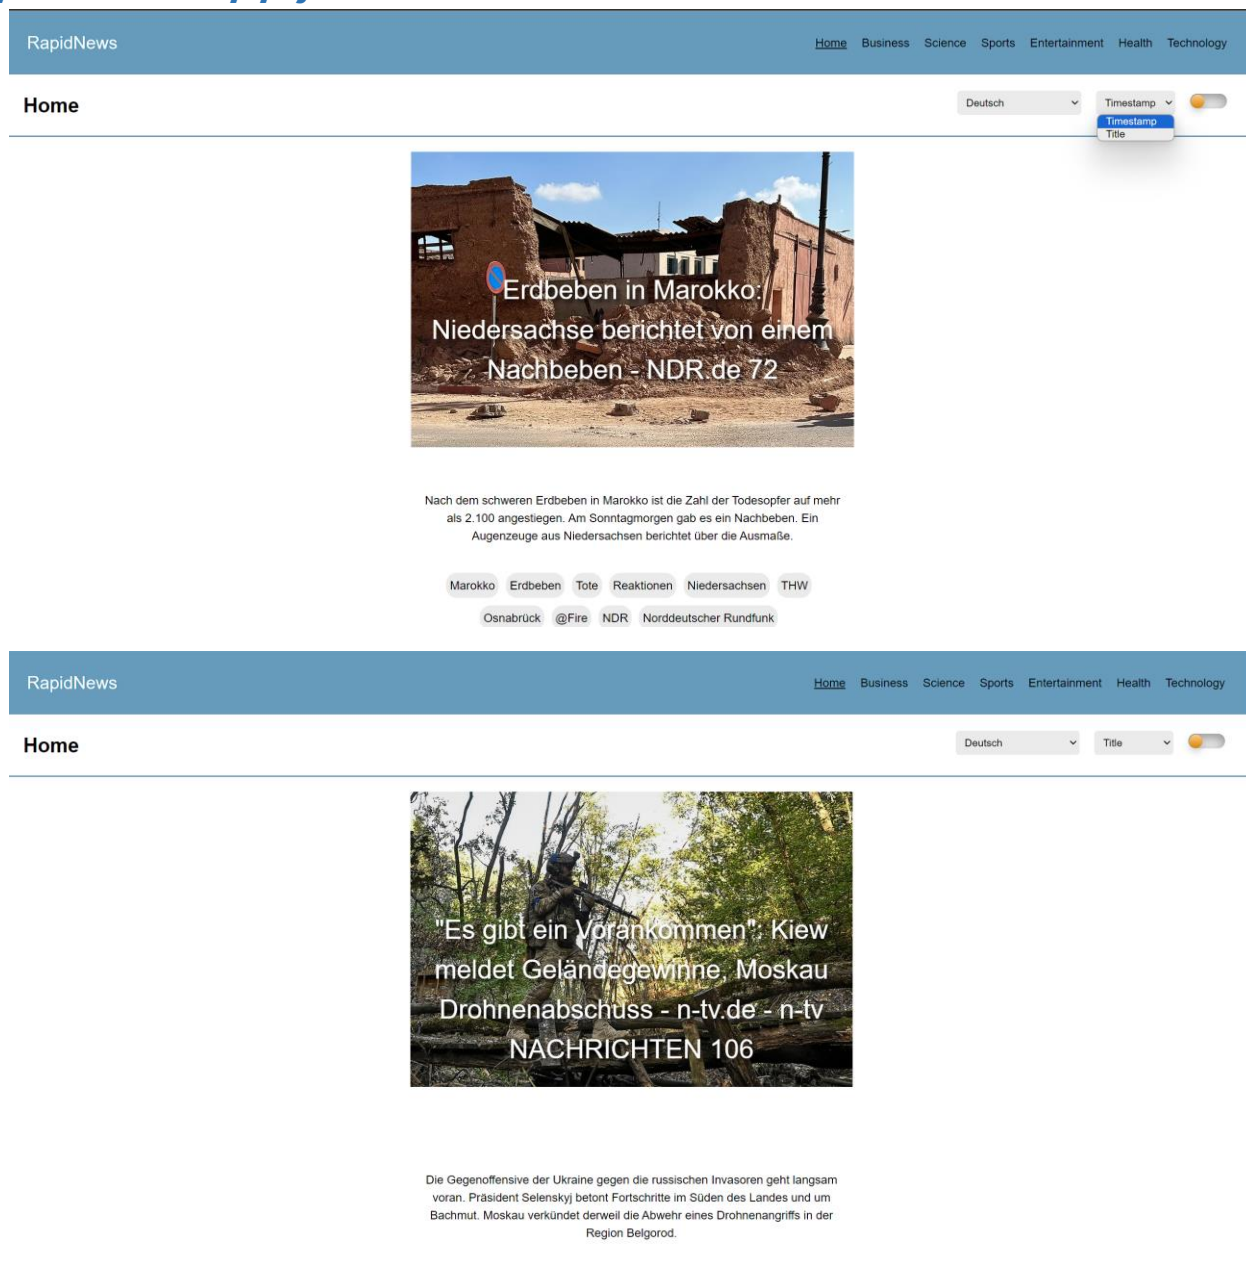 RapidNews
Home Business Science Sports Entertainment Health Technology
Home
Deutsch
Timestamp
Timestamp
Title
Erdbeben in Marokko:
Niedersachse berichtet von einem
Nachbeben - NDR.de 72
Nach dem schweren Erdbeben in Marokko ist die Zahl der Todesopfer auf mehr
als 2.100 angestiegen. Am Sonntagmorgen gab es ein Nachbeben. Ein
Augenzeuge aus Niedersachsen berichtet über die Ausmaße.
Marokko Erdbeben Tote Reaktionen Niedersachsen THW
Osnabrück @Fire NDR Norddeutscher Rundfunk
RapidNews
Home Business Science Sports Entertainment Health Technology
Home
Deutsch
Title
"Es gibt ein Vorankommen": Kiew
meldet Geländegewinne, Moskau
Drohnenabschuss - n-tv.de - n-tv
NACHRICHTEN 106
Die Gegenoffensive der Ukraine gegen die russischen Invasoren geht langsam
voran. Präsident Selenskyj betont Fortschritte im Süden des Landes und um
Bachmut. Moskau verkündet derweil die Abwehr eines Drohnenangriffs in der
Region Belgorod.